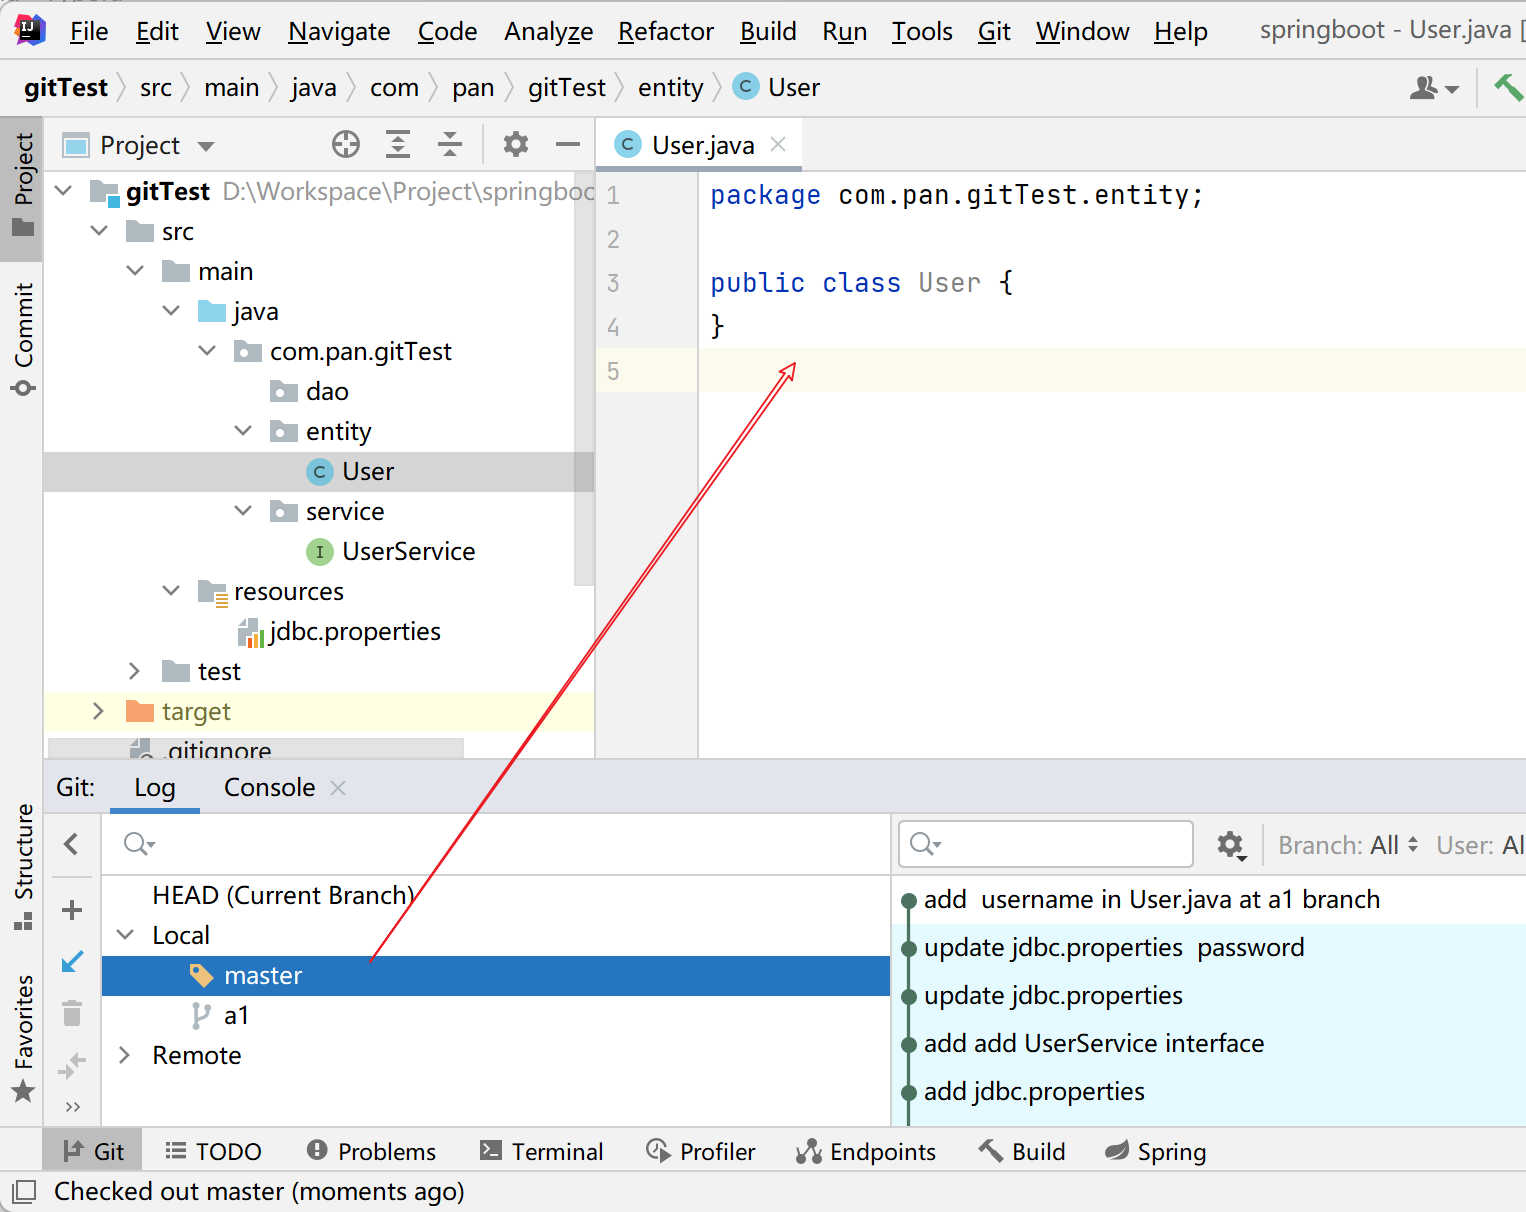 File Edit View Navigate Code Analyze Refactor Build Run Tools Git Window Help springboot - User.java [
gitTest src main java com pan gitTest entity C User
Project
C User.java
Project
Commit
Structure
Favorites
gitTest D:\Workspace\Project\springboo
src
main
java
com.pan.gitTest
dao
entity
C User
service
I UserService
resources
jdbc.properties
test
target
.gitignore
1 package com.pan.gitTest.entity;
2
3 public class User {
4 }
5
Git: Log Console
Branch: All User: Al
HEAD (Current Branch)
Local
master
a1
Remote
add  username in User.java at a1 branch
update jdbc.properties  password
update jdbc.properties
add add UserService interface
add jdbc.properties
Git TODO Problems Terminal Profiler Endpoints Build Spring
Checked out master (moments ago)